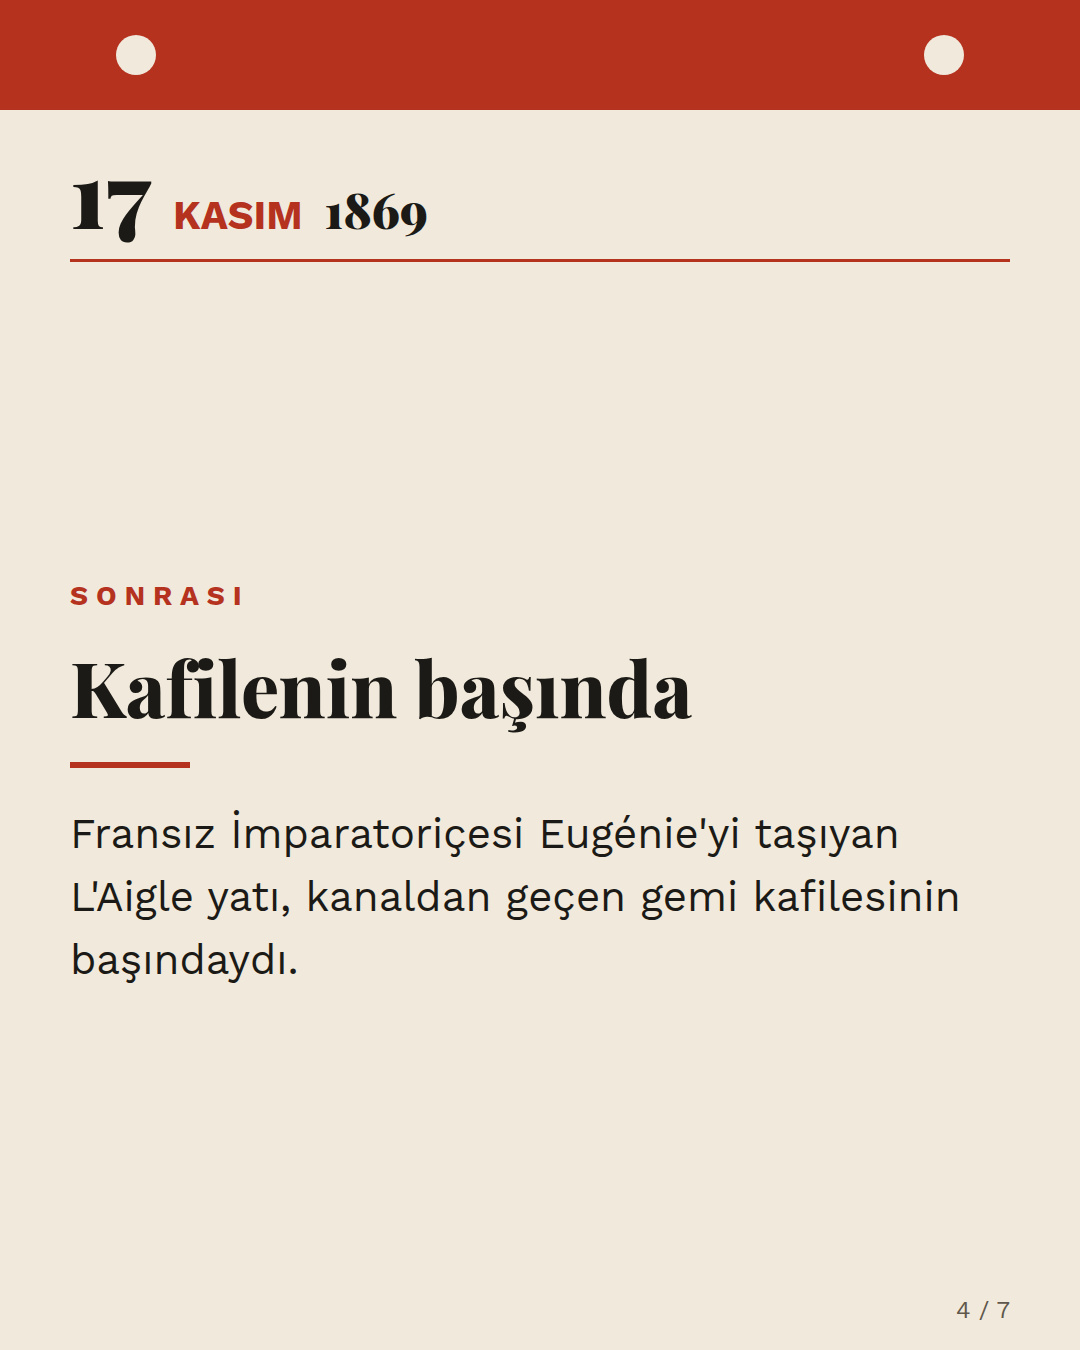 17 KASIM 1869
SONRASI
Kafilenin başında
Fransız İmparatoriçesi Eugénie'yi taşıyan
L'Aigle yatı, kanaldan geçen gemi kafilesinin
başındaydı.
4 / 7